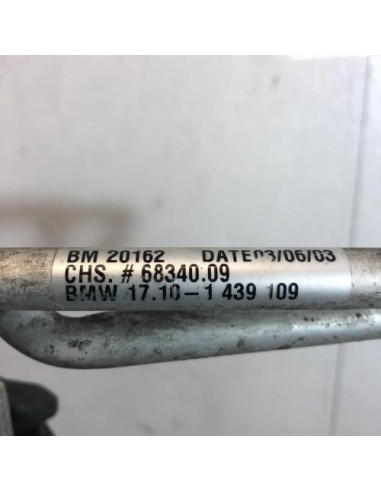 BM 20162 DATE03/06/03
CHS. # 68340.09
BMW 17.10-1 439 109